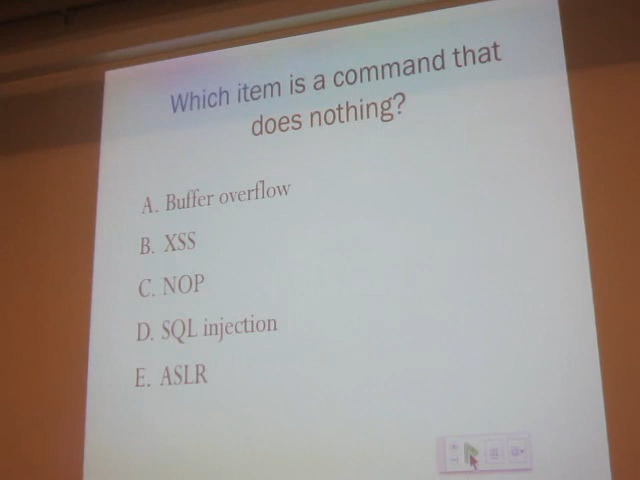 Which item is a command that
does nothing?
A. Buffer overflow
B. XSS
C. NOP
D. SQL injection
E. ASLR